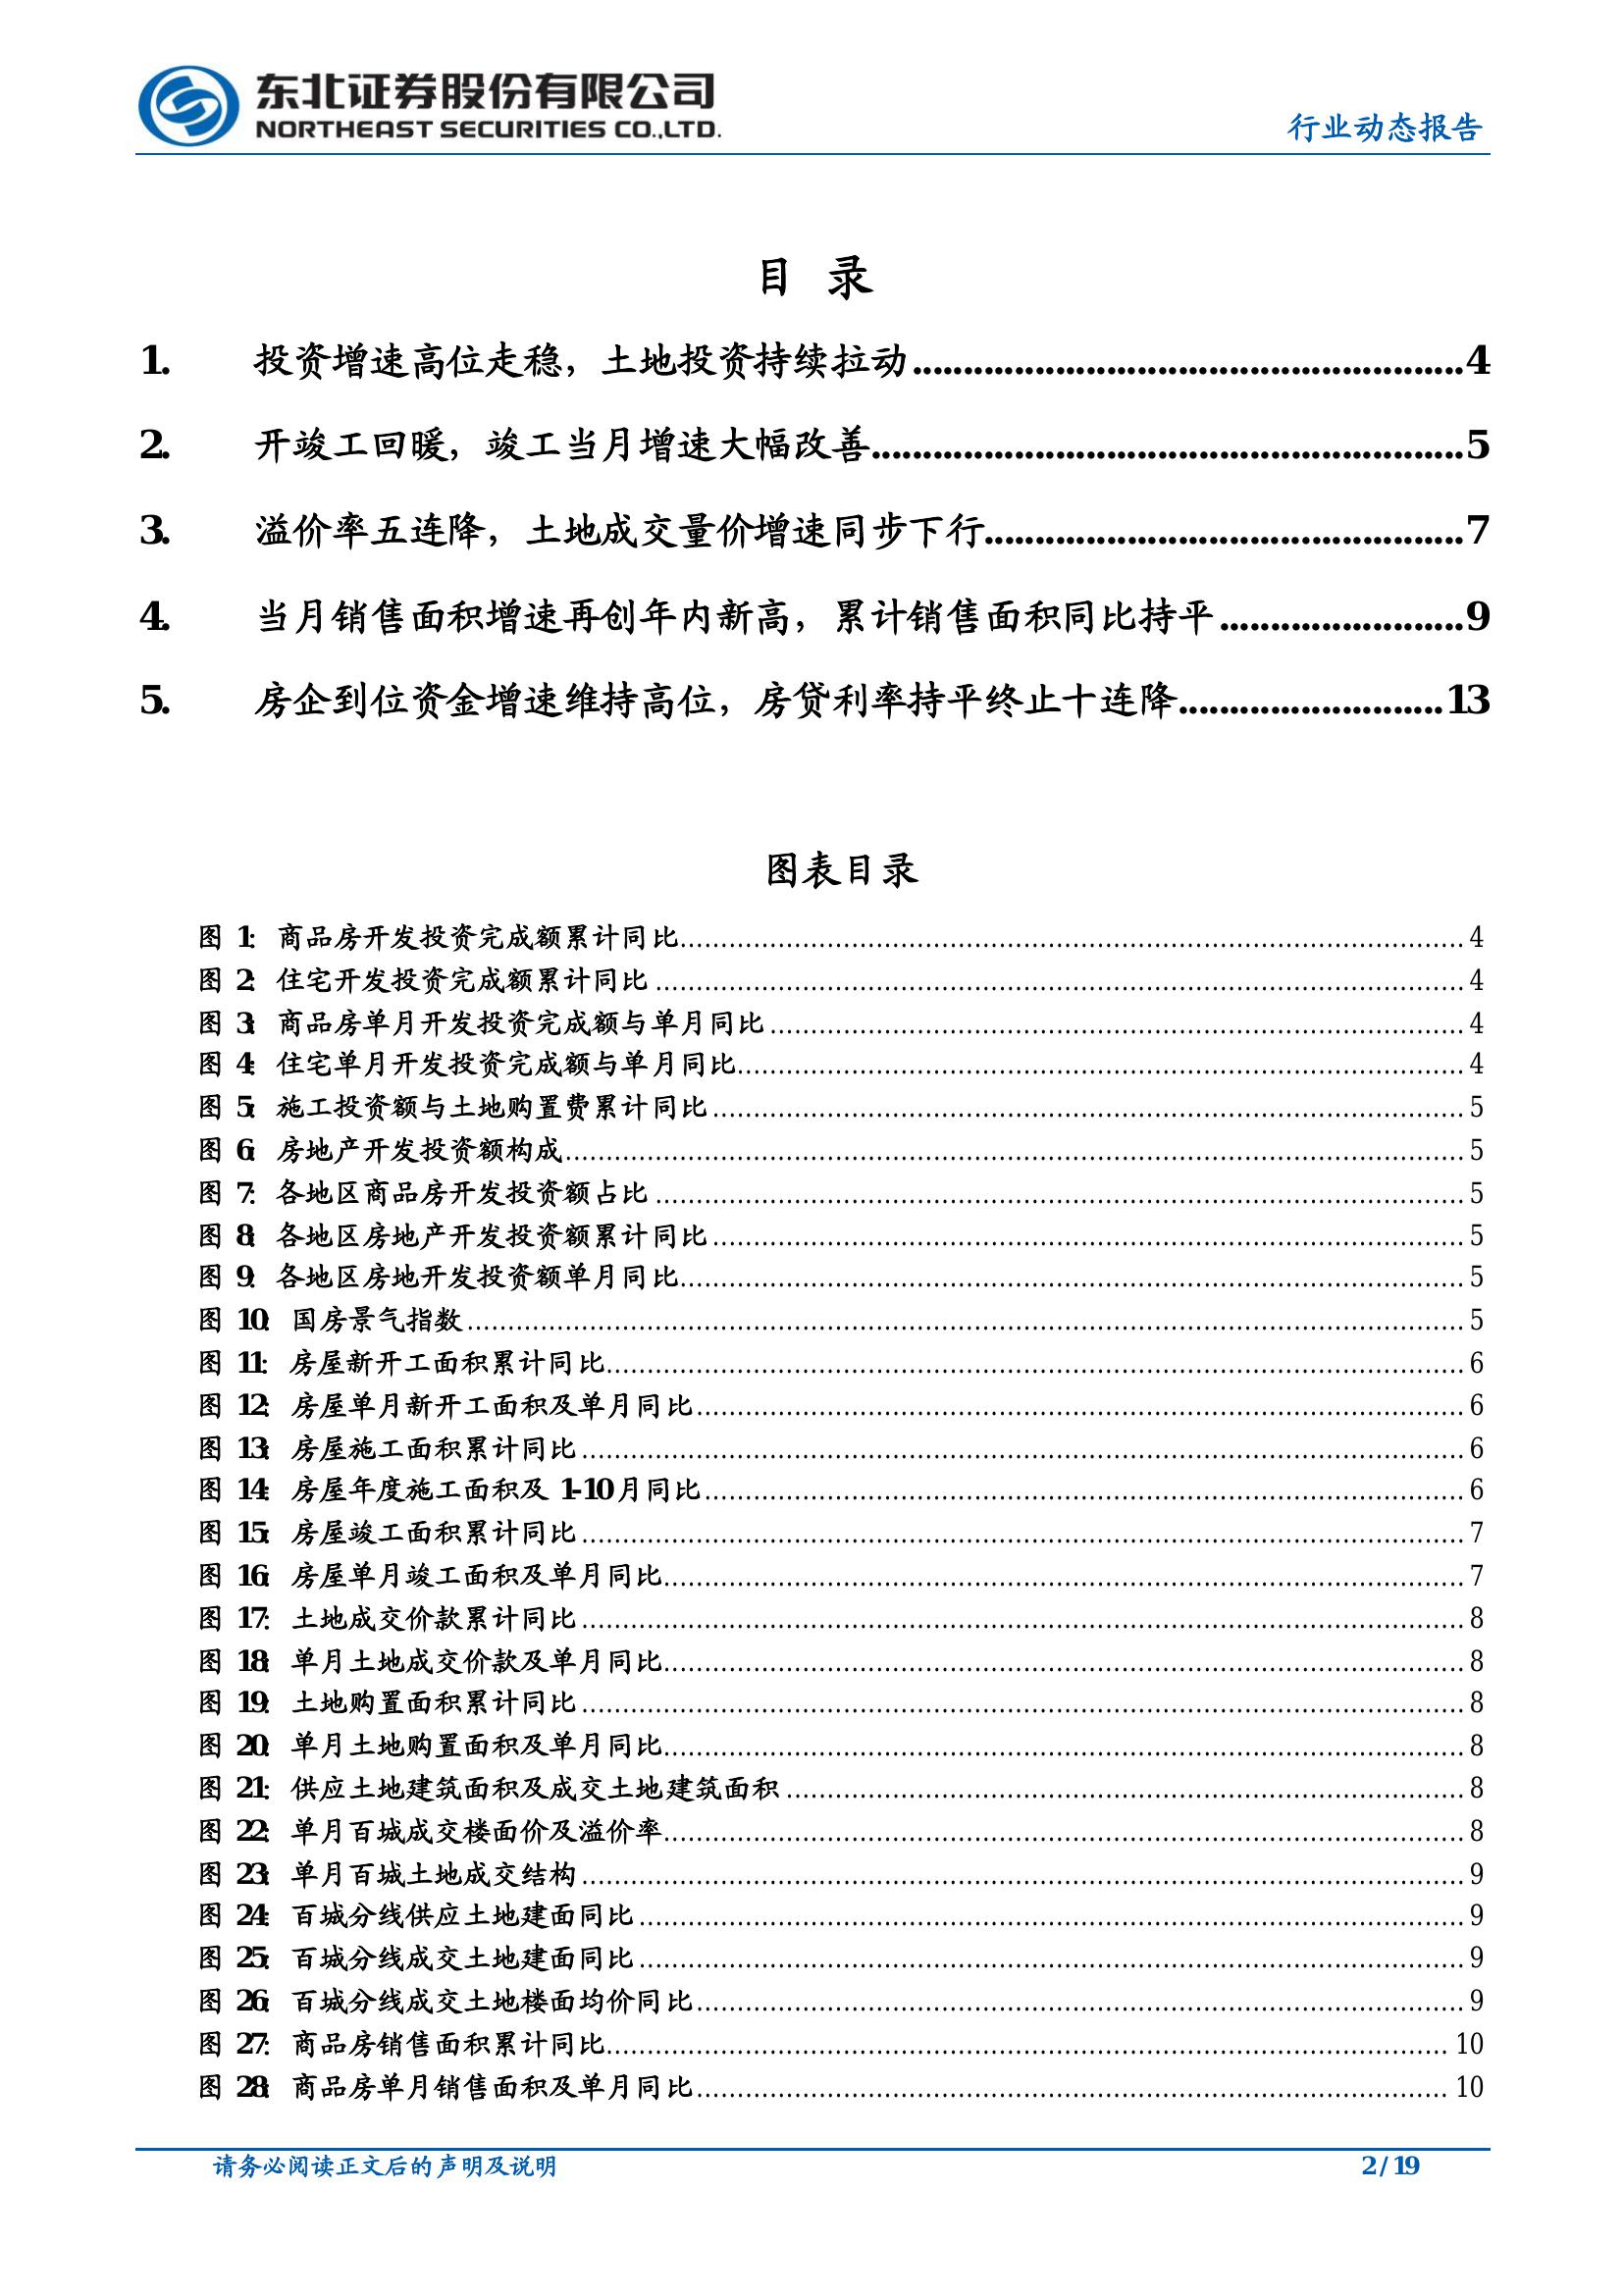 东北证券股份有限公司
NORTHEAST SECURITIES CO.,LTD.
行业动态报告
目 录
1. 投资增速高位走稳，土地投资持续拉动 4
2. 开竣工回暖，竣工当月增速大幅改善 5
3. 溢价率五连降，土地成交量价增速同步下行 7
4. 当月销售面积增速再创年内新高，累计销售面积同比持平 9
5. 房企到位资金增速维持高位，房贷利率持平终止十连降 13
图表目录
图 1：商品房开发投资完成额累计同比 4
图 2：住宅开发投资完成额累计同比 4
图 3：商品房单月开发投资完成额与单月同比 4
图 4：住宅单月开发投资完成额与单月同比 4
图 5：施工投资额与土地购置费累计同比 5
图 6：房地产开发投资额构成 5
图 7：各地区商品房开发投资额占比 5
图 8：各地区房地产开发投资额累计同比 5
图 9：各地区房地开发投资额单月同比 5
图 10：国房景气指数 5
图 11：房屋新开工面积累计同比 6
图 12：房屋单月新开工面积及单月同比 6
图 13：房屋施工面积累计同比 6
图 14：房屋年度施工面积及 1-10月同比 6
图 15：房屋竣工面积累计同比 7
图 16：房屋单月竣工面积及单月同比 7
图 17：土地成交价款累计同比 8
图 18：单月土地成交价款及单月同比 8
图 19：土地购置面积累计同比 8
图 20：单月土地购置面积及单月同比 8
图 21：供应土地建筑面积及成交土地建筑面积 8
图 22：单月百城成交楼面价及溢价率 8
图 23：单月百城土地成交结构 9
图 24：百城分线供应土地建面同比 9
图 25：百城分线成交土地建面同比 9
图 26：百城分线成交土地楼面均价同比 9
图 27：商品房销售面积累计同比 10
图 28：商品房单月销售面积及单月同比 10
请务必阅读正文后的声明及说明
2 / 19